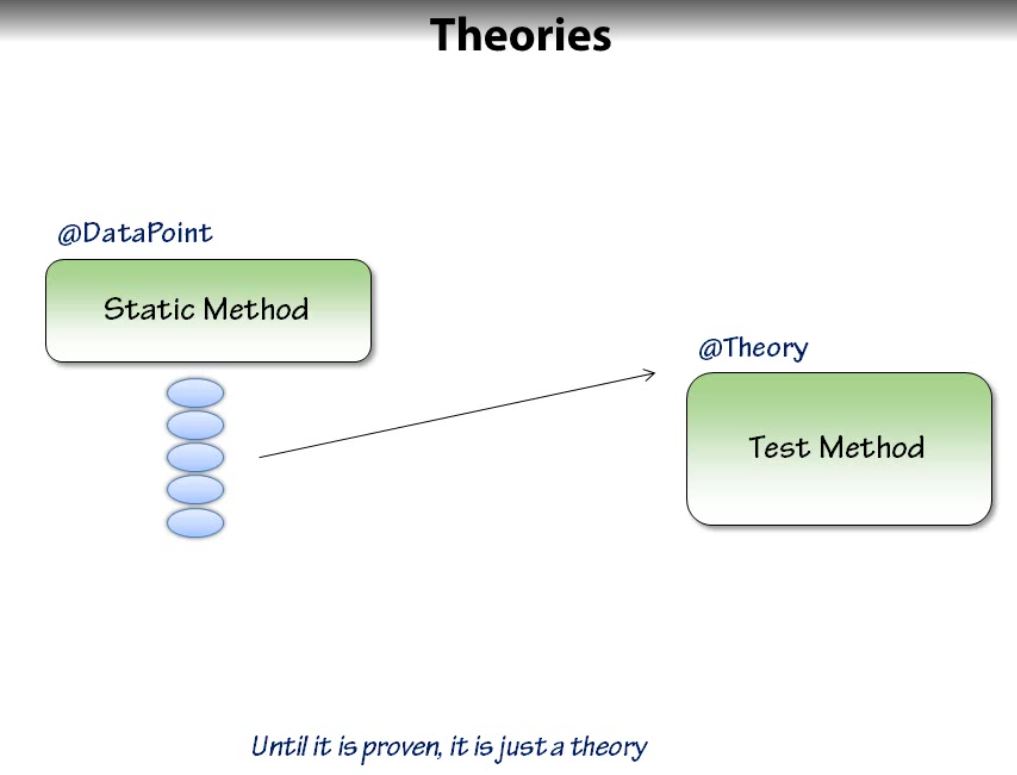 Theories
@DataPoint
Static Method
@Theory
Test Method
Until it is proven, it is just a theory